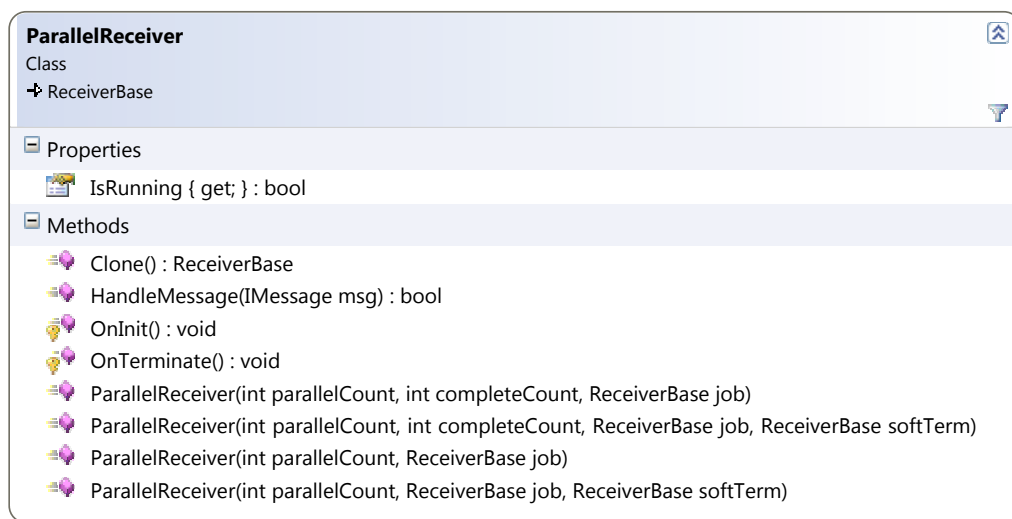 ParallelReceiver
Class
ReceiverBase
Properties
IsRunning { get; } : bool
Methods
Clone() : ReceiverBase
HandleMessage(IMessage msg) : bool
OnInit() : void
OnTerminate() : void
ParallelReceiver(int parallelCount, int completeCount, ReceiverBase job)
ParallelReceiver(int parallelCount, int completeCount, ReceiverBase job, ReceiverBase softTerm)
ParallelReceiver(int parallelCount, ReceiverBase job)
ParallelReceiver(int parallelCount, ReceiverBase job, ReceiverBase softTerm)